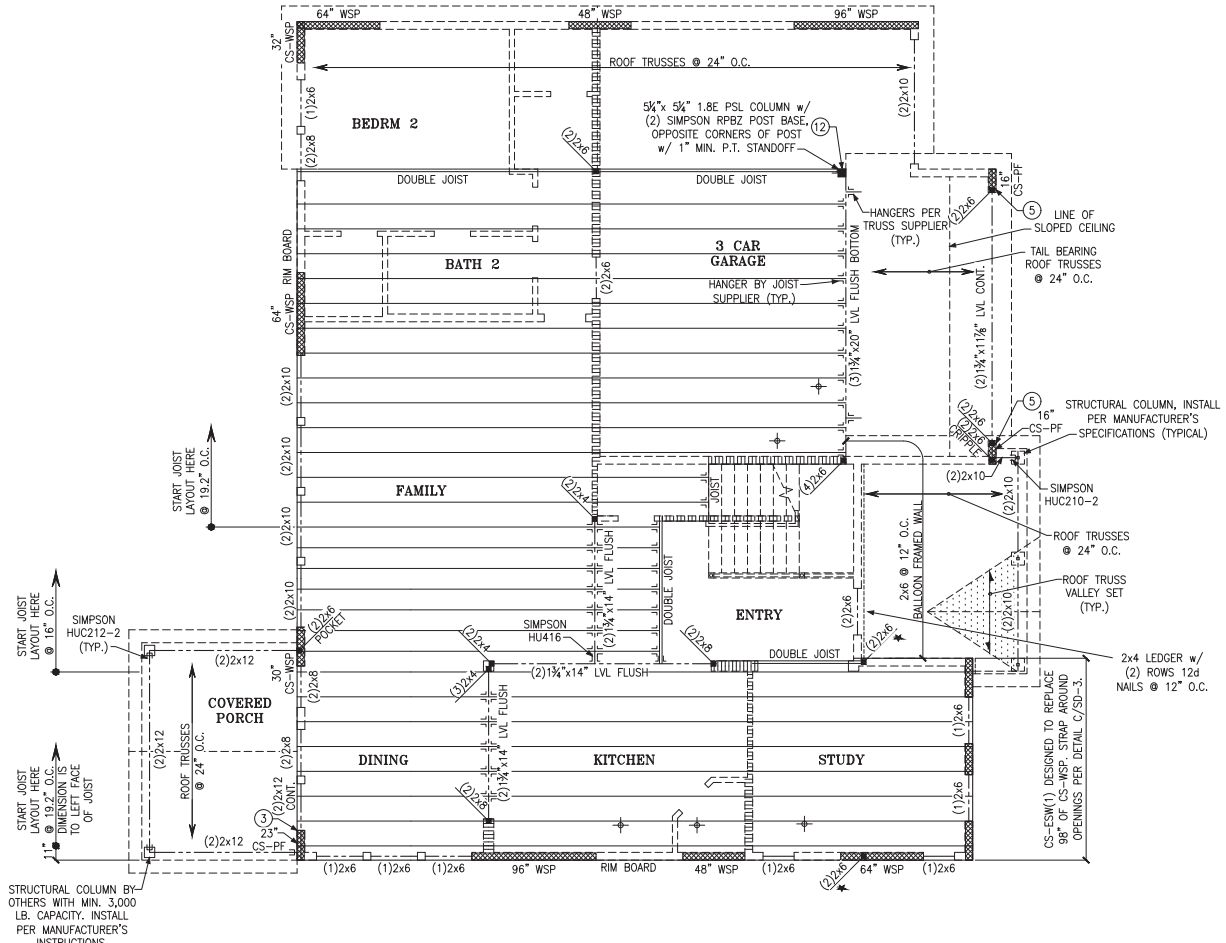 64" WSP
48" WSP
96" WSP
32"
CS-WSP
ROOF TRUSSES @ 24" O.C.
(1)2x6
(2)2x8
(2)2x10
BEDRM 2
5¼"x 5¼" 1.8E PSL COLUMN w/
(2) SIMPSON RPBZ POST BASE,
OPPOSITE CORNERS OF POST
w/ 1" MIN. P.T. STANDOFF
12
(2)2x6
DOUBLE JOIST
DOUBLE JOIST
16"
CS-PF
(2)2x6
5
LINE OF
SLOPED CEILING
HANGERS PER
TRUSS SUPPLIER
(TYP.)
TAIL BEARING
ROOF TRUSSES
@ 24" O.C.
RIM BOARD
BATH 2
3 CAR
GARAGE
(2)2x6
HANGER BY JOIST
SUPPLIER (TYP.)
(3)1¾"x20" LVL FLUSH BOTTOM
(2)1¾"x11⅞" LVL CONT.
64"
CS-WSP
(2)2x10
(2)2x10
5
16"
CS-PF
STRUCTURAL COLUMN, INSTALL
PER MANUFACTURER'S
SPECIFICATIONS (TYPICAL)
(2)2x6
(2)2x6
CRIPPLE
(2)2x10
(2)2x10
SIMPSON
HUC210-2
START JOIST
LAYOUT HERE
@ 19.2" O.C.
FAMILY
(2)2x4
JOIST
(4)2x6
(2)2x10
ROOF TRUSSES
@ 24" O.C.
2x6 @ 12" O.C.
BALLOON FRAMED WALL
ROOF TRUSS
VALLEY SET
(TYP.)
(2)2x10
START JOIST
LAYOUT HERE
@ 16" O.C.
(2)2x10
(2)1¾"x14" LVL FLUSH
DOUBLE JOIST
ENTRY
(2)2x6
SIMPSON
HUC212-2
(TYP.)
(2)2x6
POCKET
SIMPSON
HU416
(2)2x12
(2)2x4
(2)2x8
DOUBLE JOIST
(2)2x6
★
2x4 LEDGER w/
(2) ROWS 12d
NAILS @ 12" O.C.
30"
CS-WSP
(2)2x8
(3)2x4
(2)1¾"x14" LVL FLUSH
COVERED
PORCH
ROOF TRUSSES
@ 24" O.C.
(2)2x12
(2)2x8
(2)1¾"x14" LVL FLUSH
(1)2x6
DINING
KITCHEN
STUDY
CS-ESW(1) DESIGNED TO REPLACE
98" OF CS-WSP. STRAP AROUND
OPENINGS PER DETAIL C/SD-3.
START JOIST
LAYOUT HERE
@ 19.2" O.C.
DIMENSION IS
TO LEFT FACE
OF JOIST
11"
(2)2x12
CONT.
(2)2x8
(1)2x6
3
23"
CS-PF
(2)2x12
(1)2x6
(1)2x6
(1)2x6
96" WSP
RIM BOARD
48" WSP
(1)2x6
(2)2x6
★
64" WSP
(1)2x6
STRUCTURAL COLUMN BY
OTHERS WITH MIN. 3,000
LB. CAPACITY. INSTALL
PER MANUFACTURER'S
INSTRUCTIONS